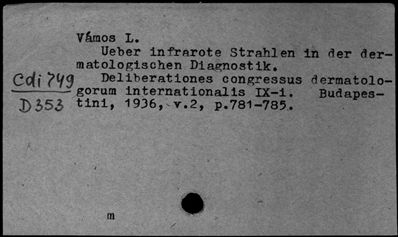 Vámos L.
Ueber infrarote Strahlen in der der-
matologischen Diagnostik.
Cdi 749
D353
Deliberationes congressus dermatolo-
gorum internationalis IX-i. Budapes-
tini, 1936, v.2, p.781-785.
m